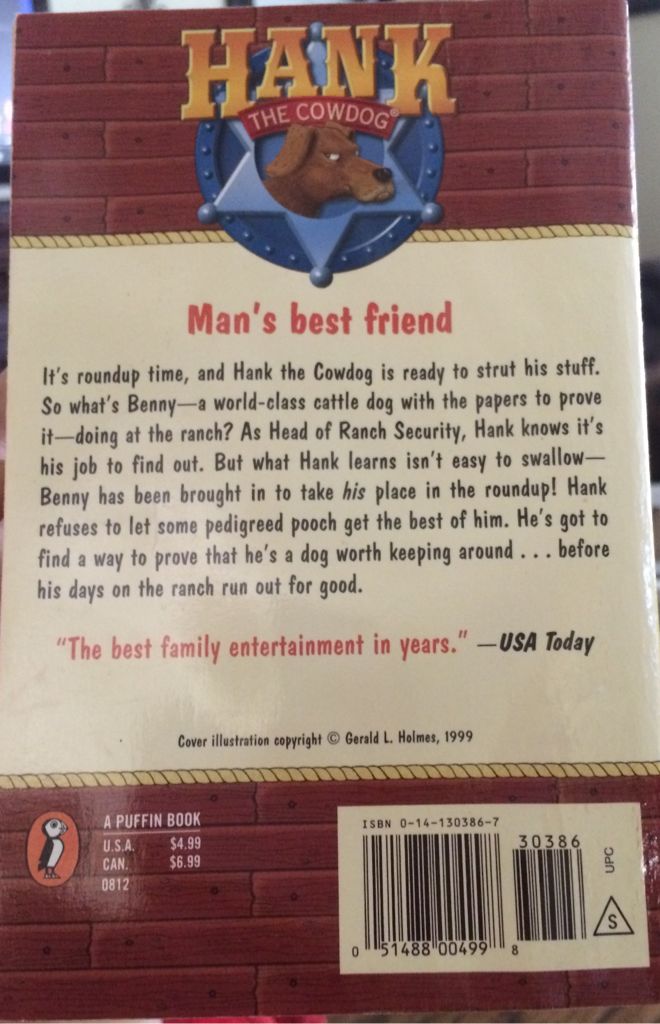 HANK
THE COWDOG®
Man's best friend
It's roundup time, and Hank the Cowdog is ready to strut his stuff.
So what's Benny—a world-class cattle dog with the papers to prove
it—doing at the ranch? As Head of Ranch Security, Hank knows it's
his job to find out. But what Hank learns isn't easy to swallow—
Benny has been brought in to take his place in the roundup! Hank
refuses to let some pedigreed pooch get the best of him. He's got to
find a way to prove that he's a dog worth keeping around . . . before
his days on the ranch run out for good.
"The best family entertainment in years." —USA Today
Cover illustration copyright © Gerald L. Holmes, 1999
A PUFFIN BOOK
U.S.A. $4.99
CAN. $6.99
0812
ISBN 0-14-130386-7
30386
UPC
S
0 51488 00499 8